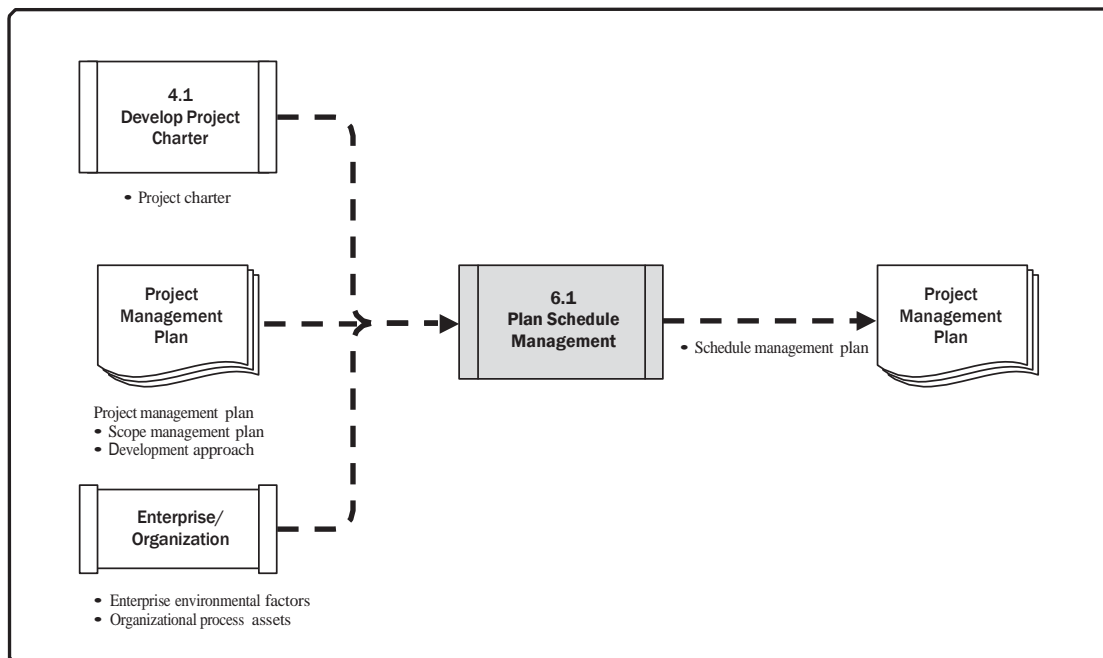 4.1
Develop Project
Charter
• Project charter
Project
Management
Plan
Project management plan
• Scope management plan
• Development approach
Enterprise/
Organization
• Enterprise environmental factors
• Organizational process assets
6.1
Plan Schedule
Management
• Schedule management plan
Project
Management
Plan